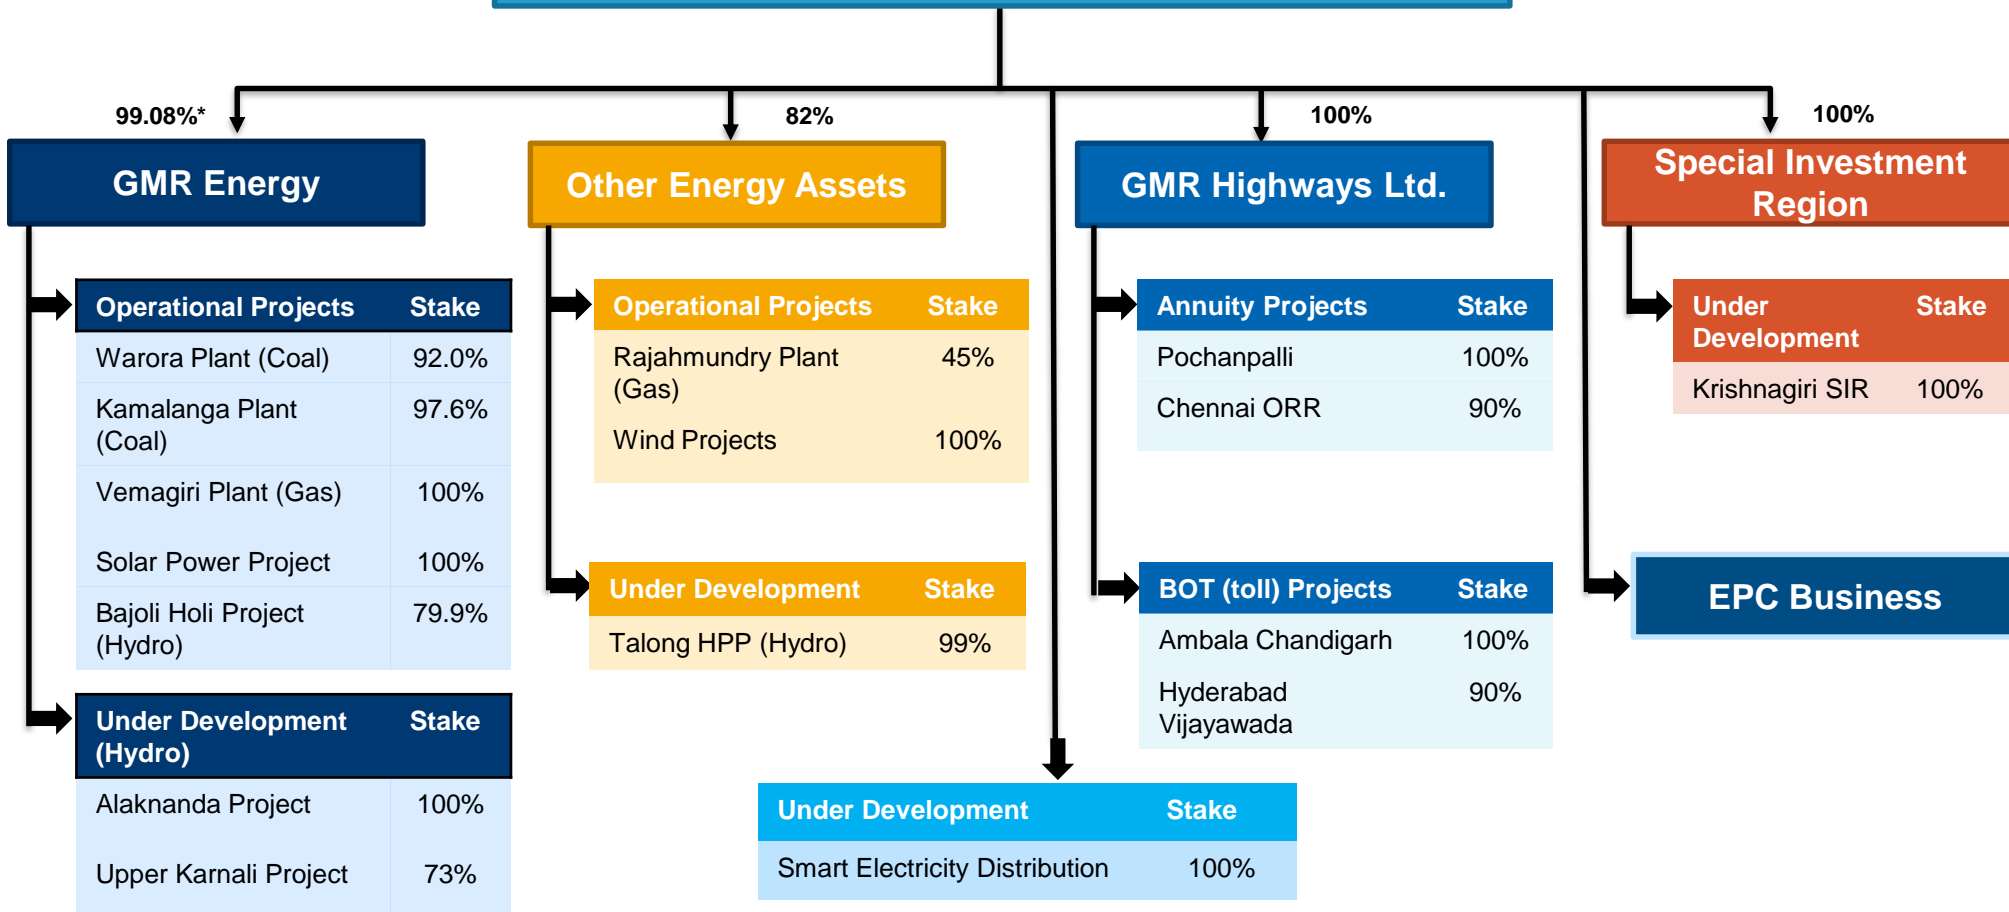 99.08%*
82%
100%
100%
GMR Energy
Other Energy Assets
GMR Highways Ltd.
Special Investment
Region
Operational Projects Stake
Warora Plant (Coal) 92.0%
Kamalanga Plant 97.6%
(Coal)
Vemagiri Plant (Gas) 100%
Solar Power Project 100%
Bajoli Holi Project 79.9%
(Hydro)
Under Development Stake
(Hydro)
Alaknanda Project 100%
Upper Karnali Project 73%
Operational Projects Stake
Rajahmundry Plant 45%
(Gas)
Wind Projects 100%
Under Development Stake
Talong HPP (Hydro) 99%
Under Development Stake
Smart Electricity Distribution 100%
Annuity Projects Stake
Pochanpalli 100%
Chennai ORR 90%
BOT (toll) Projects Stake
Ambala Chandigarh 100%
Hyderabad 90%
Vijayawada
Under Stake
Development
Krishnagiri SIR 100%
EPC Business